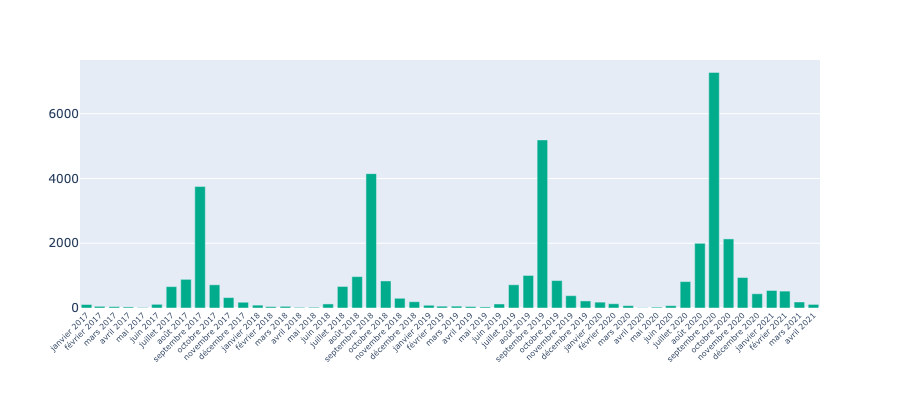 6000
4000
2000
0
janvier 2017
février 2017
mars 2017
avril 2017
mai 2017
juin 2017
juillet 2017
août 2017
septembre 2017
octobre 2017
novembre 2017
décembre 2017
janvier 2018
février 2018
mars 2018
avril 2018
mai 2018
juin 2018
juillet 2018
août 2018
septembre 2018
octobre 2018
novembre 2018
décembre 2018
janvier 2019
février 2019
mars 2019
avril 2019
mai 2019
juin 2019
juillet 2019
août 2019
septembre 2019
octobre 2019
novembre 2019
décembre 2019
janvier 2020
février 2020
mars 2020
avril 2020
mai 2020
juin 2020
juillet 2020
août 2020
septembre 2020
octobre 2020
novembre 2020
décembre 2020
janvier 2021
février 2021
mars 2021
avril 2021